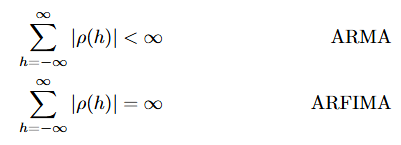 ∞
∑ |ρ(h)| < ∞ ARMA
h=−∞
∞
∑ |ρ(h)| = ∞ ARFIMA
h=−∞